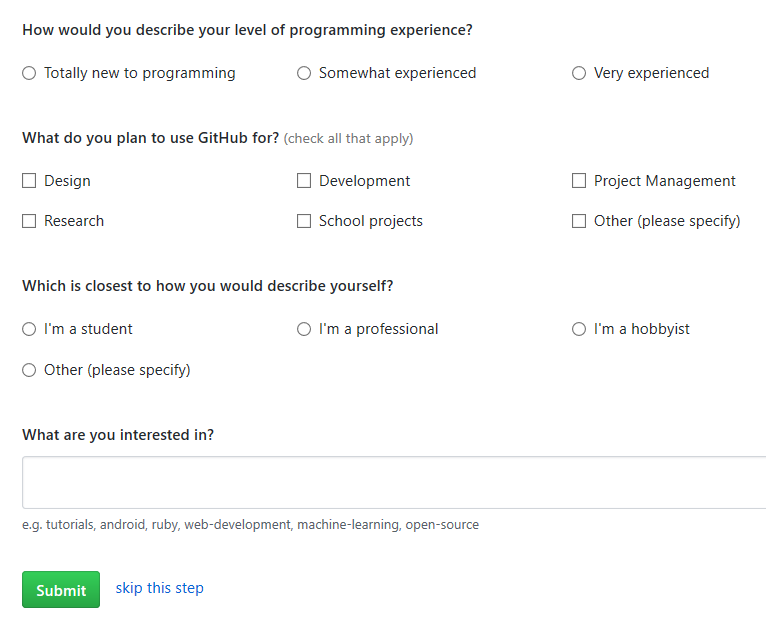 How would you describe your level of programming experience?
Totally new to programming Somewhat experienced Very experienced
What do you plan to use GitHub for? (check all that apply)
Design Development Project Management
Research School projects Other (please specify)
Which is closest to how you would describe yourself?
I'm a student I'm a professional I'm a hobbyist
Other (please specify)
What are you interested in?
e.g. tutorials, android, ruby, web-development, machine-learning, open-source
Submit skip this step